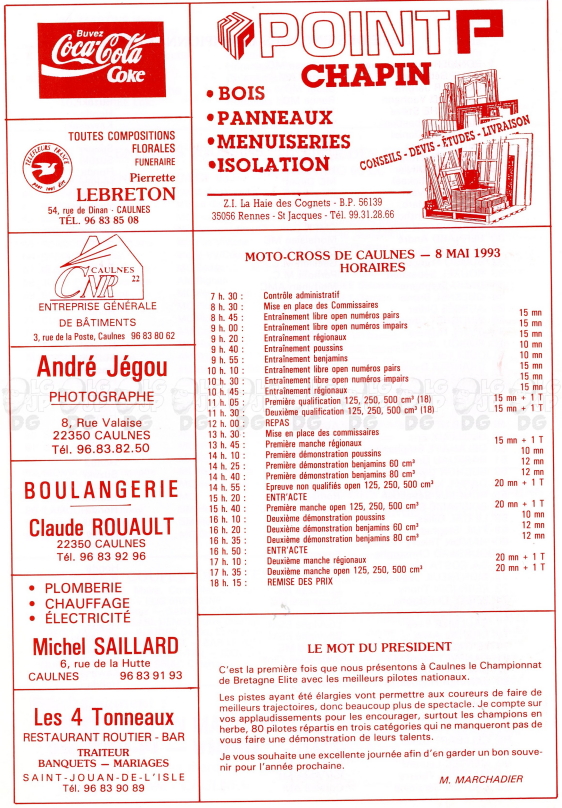 Buvez
Coca-Cola
Coke
TOUTES COMPOSITIONS
FLORALES
FUNERAIRE
Pierrette
LEBRETON
54, rue de Dinan - CAULNES
TÉL. 96 83 85 08
CAULNES
CNR 22
ENTREPRISE GÉNÉRALE
DE BÂTIMENTS
3, rue de la Poste, Caulnes 96 83 80 62
André Jégou
PHOTOGRAPHE
8, Rue Valaise
22350 CAULNES
Tél. 96.83.82.50
BOULANGERIE
Claude ROUAULT
22350 CAULNES
Tél. 96 83 92 96
• PLOMBERIE
• CHAUFFAGE
• ÉLECTRICITÉ
Michel SAILLARD
6, rue de la Hutte
CAULNES 96 83 91 93
Les 4 Tonneaux
RESTAURANT ROUTIER - BAR
TRAITEUR
BANQUETS — MARIAGES
SAINT-JOUAN-DE-L'ISLE
Tél. 96 83 90 89
POINT P
CHAPIN
• BOIS
• PANNEAUX
• MENUISERIES
• ISOLATION
CONSEILS - DEVIS - ÉTUDES - LIVRAISON
Z.I. La Haie des Cognets - B.P. 56139
35056 Rennes - St Jacques - Tél. 99.31.28.66
MOTO-CROSS DE CAULNES — 8 MAI 1993
HORAIRES
7 h. 30 : Contrôle administratif
8 h. 30 : Mise en place des Commissaires
8 h. 45 : Entraînement libre open numéros pairs 15 mn
9 h. 00 : Entraînement libre open numéros impairs 15 mn
9 h. 20 : Entraînement régionaux 15 mn
9 h. 40 : Entraînement poussins 10 mn
9 h. 55 : Entraînement benjamins 10 mn
10 h. 10 : Entraînement libre open numéros pairs 15 mn
10 h. 30 : Entraînement libre open numéros impairs 15 mn
10 h. 45 : Entraînement régionaux 15 mn
11 h. 05 : Première qualification 125, 250, 500 cm³ (18) 15 mn + 1 T
11 h. 30 : Deuxième qualification 125, 250, 500 cm³ (18) 15 mn + 1 T
12 h. 00 : REPAS
13 h. 30 : Mise en place des commissaires
13 h. 45 : Première manche régionaux 15 mn + 1 T
14 h. 10 : Première démonstration poussins 10 mn
14 h. 25 : Première démonstration benjamins 60 cm³ 12 mn
14 h. 40 : Première démonstration benjamins 80 cm³ 12 mn
14 h. 55 : Epreuve non qualifiés open 125, 250, 500 cm³ 20 mn + 1 T
15 h. 20 : ENTR'ACTE
15 h. 40 : Première manche open 125, 250, 500 cm³ 20 mn + 1 T
16 h. 10 : Deuxième démonstration poussins 10 mn
16 h. 20 : Deuxième démonstration benjamins 60 cm³ 12 mn
16 h. 35 : Deuxième démonstration benjamins 80 cm³ 12 mn
16 h. 50 : ENTR'ACTE
17 h. 10 : Deuxième manche régionaux 20 mn + 1 T
17 h. 35 : Deuxième manche open 125, 250, 500 cm³ 20 mn + 1 T
18 h. 15 : REMISE DES PRIX
LE MOT DU PRESIDENT
C'est la première fois que nous présentons à Caulnes le Championnat
de Bretagne Elite avec les meilleurs pilotes nationaux.
Les pistes ayant été élargies vont permettre aux coureurs de faire de
meilleurs trajectoires, donc beaucoup plus de spectacle. Je compte sur
vos applaudissements pour les encourager, surtout les champions en
herbe, 80 pilotes répartis en trois catégories qui ne manqueront pas de
vous faire une démonstration de leurs talents.
Je vous souhaite une excellente journée afin d'en garder un bon souve-
nir pour l'année prochaine.
M. MARCHADIER